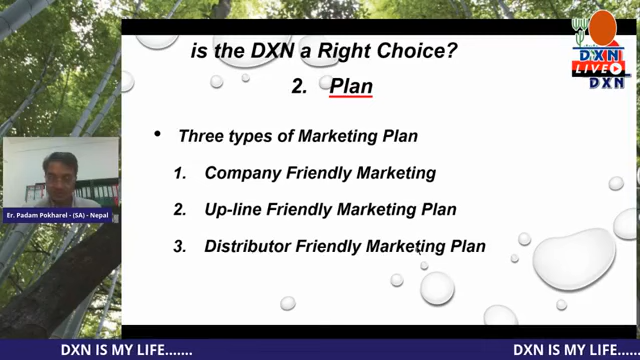 is the DXN a Right Choice?
2. Plan
• Three types of Marketing Plan
1. Company Friendly Marketing
2. Up-line Friendly Marketing Plan
3. Distributor Friendly Marketing Plan
DXN
LIVE
DXN
Er. Padam Pokharel - (SA) - Nepal
DXN IS MY LIFE.......
DXN IS MY LIFE.....